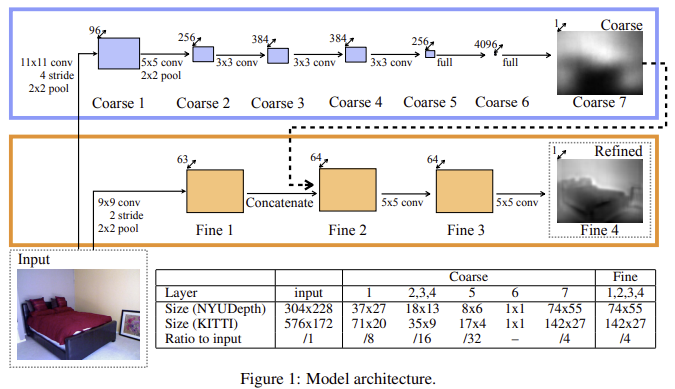 96
256
384
384
256
4096
1
Coarse
11x11 conv
4 stride
2x2 pool
5x5 conv
2x2 pool
3x3 conv
3x3 conv
3x3 conv
full
full
Coarse 1
Coarse 2
Coarse 3
Coarse 4
Coarse 5
Coarse 6
Coarse 7
63
64
64
1
Refined
9x9 conv
2 stride
2x2 pool
Concatenate
5x5 conv
5x5 conv
Fine 1
Fine 2
Fine 3
Fine 4
Input
Coarse Fine
Layer input 1 2,3,4 5 6 7 1,2,3,4
Size (NYUDepth) 304x228 37x27 18x13 8x6 1x1 74x55 74x55
Size (KITTI) 576x172 71x20 35x9 17x4 1x1 142x27 142x27
Ratio to input /1 /8 /16 /32 – /4 /4
Figure 1: Model architecture.